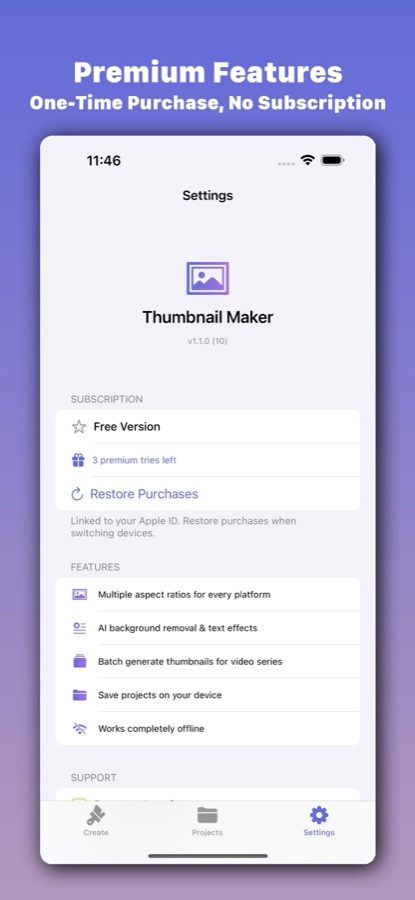 Premium Features
One-Time Purchase, No Subscription
11:46
Settings
Thumbnail Maker
v1.1.0 (10)
SUBSCRIPTION
Free Version
3 premium tries left
Restore Purchases
Linked to your Apple ID. Restore purchases when
switching devices.
FEATURES
Multiple aspect ratios for every platform
AI background removal & text effects
Batch generate thumbnails for video series
Save projects on your device
Works completely offline
SUPPORT
Create
Projects
Settings